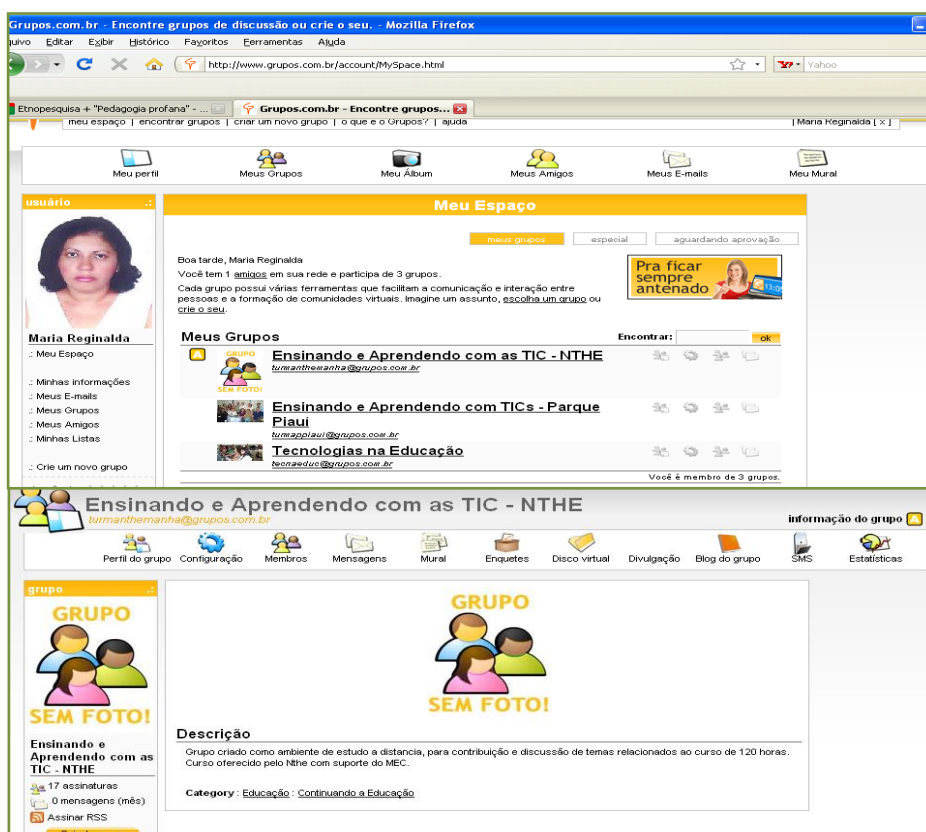 Grupos.com.br - Encontre grupos de discussão ou crie o seu. - Mozilla Firefox
quivo Editar Exibir Histórico Favoritos Ferramentas Ajuda
http://www.grupos.com.br/account/MySpace.html Yahoo
Etnopesquisa + "Pedagogia profana" - ... Grupos.com.br - Encontre grupos...
meu espaço | encontrar grupos | criar um novo grupo | o que é o Grupos? | ajuda | Maria Reginalda [ x ]
Meu perfil Meus Grupos Meu Álbum Meus Amigos Meus E-mails Meu Mural
usuário .:
Maria Reginalda
.: Meu Espaço
.: Minhas informações
.: Meus E-mails
.: Meus Grupos
.: Meus Amigos
.: Minhas Listas
.: Crie um novo grupo
Meu Espaço
meus grupos especial aguardando aprovação
Boa tarde, Maria Reginalda
Você tem 1 amigos em sua rede e participa de 3 grupos.
Cada grupo possui várias ferramentas que facilitam a comunicação e interação entre
pessoas e a formação de comunidades virtuais. Imagine um assunto, escolha um grupo ou
crie o seu.
Pra ficar
sempre
antenado
Meus Grupos Encontrar: ok
A GRUPO SEM FOTO! Ensinando e Aprendendo com as TIC - NTHE
turmanthemanha@grupos.com.br
Ensinando e Aprendendo com TICs - Parque
Piauí
turmappiaui@grupos.com.br
Tecnologias na Educação
tecnaeduc@grupos.com.br
Você é membro de 3 grupos.
Ensinando e Aprendendo com as TIC - NTHE
turmanthemanha@grupos.com.br
informação do grupo A
Perfil do grupo Configuração Membros Mensagens Mural Enquetes Disco virtual Divulgação Blog do grupo SMS Estatísticas
grupo .:
GRUPO
SEM FOTO!
Ensinando e
Aprendendo com as
TIC - NTHE
17 assinaturas
0 mensagens (mês)
Assinar RSS
GRUPO
SEM FOTO!
Descrição
Grupo criado como ambiente de estudo a distancia, para contribuição e discussão de temas relacionados ao curso de 120 horas.
Curso oferecido pelo Nthe com suporte do MEC.
Category : Educação : Continuando a Educação